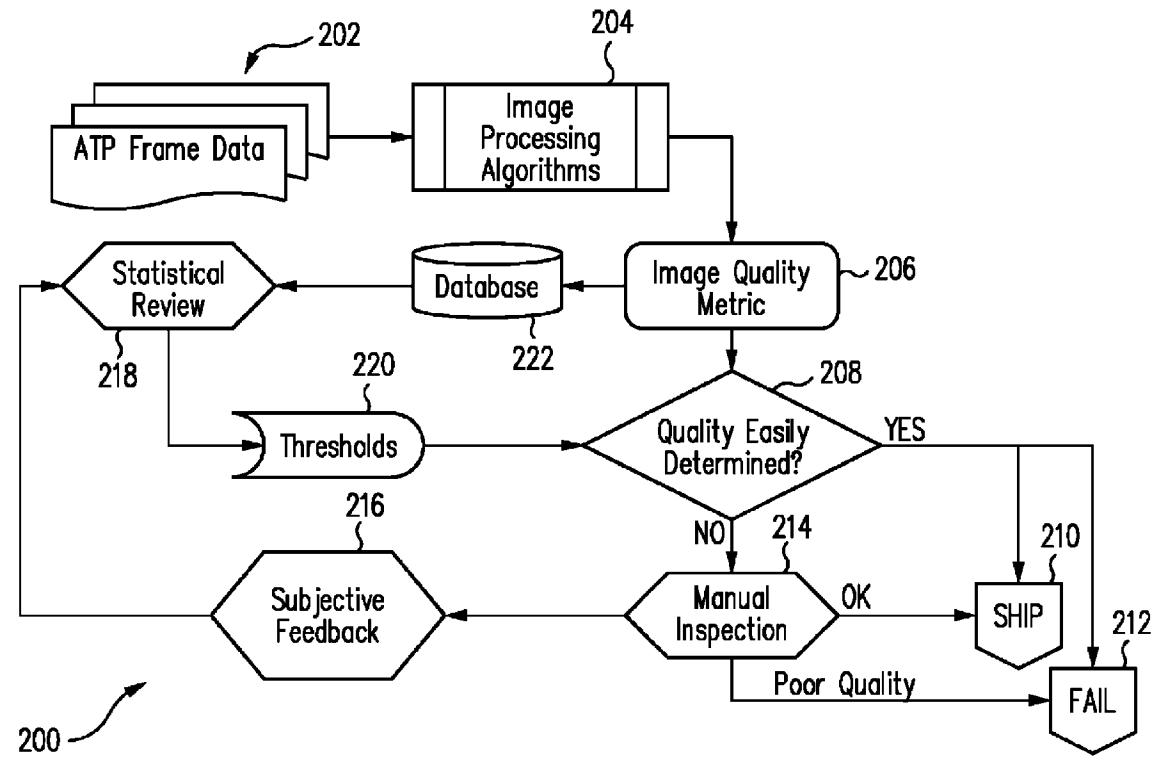 202
204
ATP Frame Data
Image
Processing
Algorithms
Statistical
Review
218
Database
222
Image Quality
Metric
206
220
Thresholds
208
Quality Easily
Determined?
YES
NO
216
Subjective
Feedback
214
Manual
Inspection
OK
210
SHIP
212
Poor Quality
FAIL
200